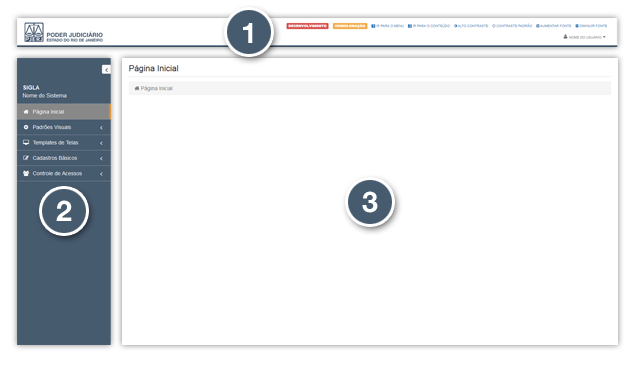 PJERJ
PODER JUDICIÁRIO
ESTADO DO RIO DE JANEIRO
1
DESENVOLVIMENTO HOMOLOGAÇÃO IR PARA O MENU IR PARA O CONTEÚDO ALTO CONTRASTE CONTRASTE PADRÃO AUMENTAR FONTE DIMINUIR FONTE
NOME DO USUÁRIO
SIGLA
Nome do Sistema
Página Inicial
Padrões Visuais
Templates de Telas
Cadastros Básicos
Controle de Acessos
2
Página Inicial
Página Inicial
3